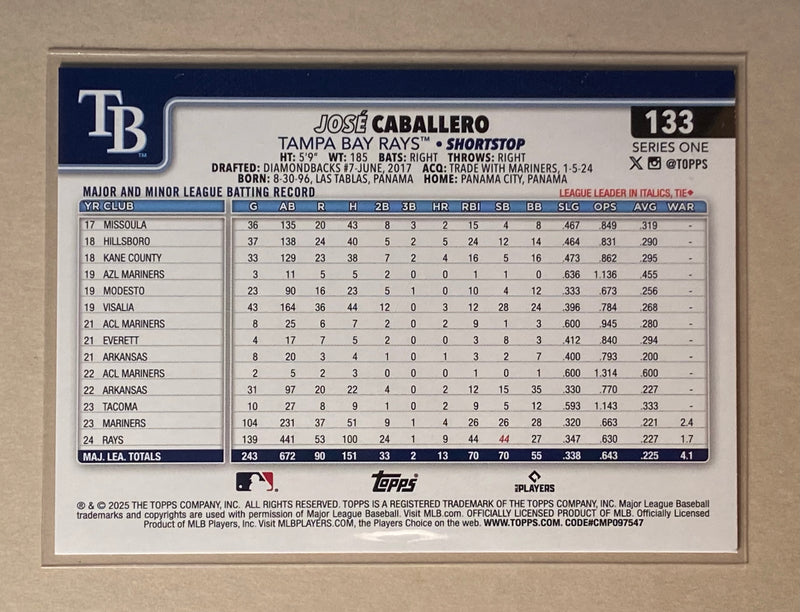 TB™
JOSÉ CABALLERO
TAMPA BAY RAYS™ • SHORTSTOP
HT: 5'9" WT: 185 BATS: RIGHT THROWS: RIGHT
DRAFTED: DIAMONDBACKS #7-JUNE, 2017 ACQ: TRADE WITH MARINERS, 1-5-24
BORN: 8-30-96, LAS TABLAS, PANAMA HOME: PANAMA CITY, PANAMA
133
SERIES ONE
@TOPPS
MAJOR AND MINOR LEAGUE BATTING RECORD LEAGUE LEADER IN ITALICS, TIE♦
YR CLUB G AB R H 2B 3B HR RBI SB BB SLG OPS AVG WAR
17 MISSOULA 36 135 20 43 8 3 2 15 4 8 .467 .849 .319 -
18 HILLSBORO 37 138 24 40 5 2 5 24 12 14 .464 .831 .290 -
18 KANE COUNTY 33 129 23 38 7 2 4 16 5 16 .473 .862 .295 -
19 AZL MARINERS 3 11 5 5 2 0 0 1 1 0 .636 1.136 .455 -
19 MODESTO 23 90 16 23 5 1 0 10 4 12 .333 .673 .256 -
19 VISALIA 43 164 36 44 12 0 3 12 28 24 .396 .784 .268 -
21 ACL MARINERS 8 25 6 7 2 0 2 9 1 3 .600 .945 .280 -
21 EVERETT 4 17 7 5 2 0 0 3 8 3 .412 .840 .294 -
21 ARKANSAS 8 20 3 4 1 0 1 3 2 7 .400 .793 .200 -
22 ACL MARINERS 2 5 2 3 0 0 0 0 0 0 .600 1.314 .600 -
22 ARKANSAS 31 97 20 22 4 0 2 12 15 35 .330 .770 .227 -
23 TACOMA 10 27 8 9 1 0 2 9 5 12 .593 1.143 .333 -
23 MARINERS 104 231 37 51 9 1 4 26 26 28 .320 .663 .221 2.4
24 RAYS 139 441 53 100 24 1 9 44 44 27 .347 .630 .227 1.7
MAJ. LEA. TOTALS 243 672 90 151 33 2 13 70 70 55 .338 .643 .225 4.1
TOPPS
PLAYERS
® & © 2025 THE TOPPS COMPANY, INC. ALL RIGHTS RESERVED. TOPPS IS A REGISTERED TRADEMARK OF THE TOPPS COMPANY, INC. Major League Baseball
trademarks and copyrights are used with permission of Major League Baseball. Visit MLB.com. OFFICIALLY LICENSED PRODUCT OF MLB. Officially Licensed
Product of MLB Players, Inc. Visit MLBPLAYERS.COM, the Players Choice on the web. WWW.TOPPS.COM. CODE#CMP097547